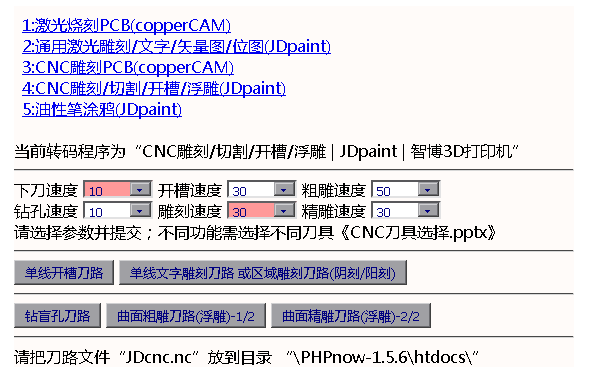 1:激光烧刻PCB(copperCAM)
2:通用激光雕刻/文字/矢量图/位图(JDpaint)
3:CNC雕刻PCB(copperCAM)
4:CNC雕刻/切割/开槽/浮雕(JDpaint)
5:油性笔涂鸦(JDpaint)
当前转码程序为“CNC雕刻/切割/开槽/浮雕 | JDpaint | 智博3D打印机”
下刀速度 10 开槽速度 30 粗雕速度 50
钻孔速度 10 雕刻速度 30 精雕速度 30
请选择参数并提交；不同功能需选择不同刀具《CNC刀具选择.pptx》
单线开槽刀路 单线文字雕刻刀路 或区域雕刻刀路(阴刻/阳刻)
钻盲孔刀路 曲面粗雕刀路(浮雕)-1/2 曲面精雕刀路(浮雕)-2/2
请把刀路文件“JDcnc.nc”放到目录 “\PHPnow-1.5.6\htdocs\”